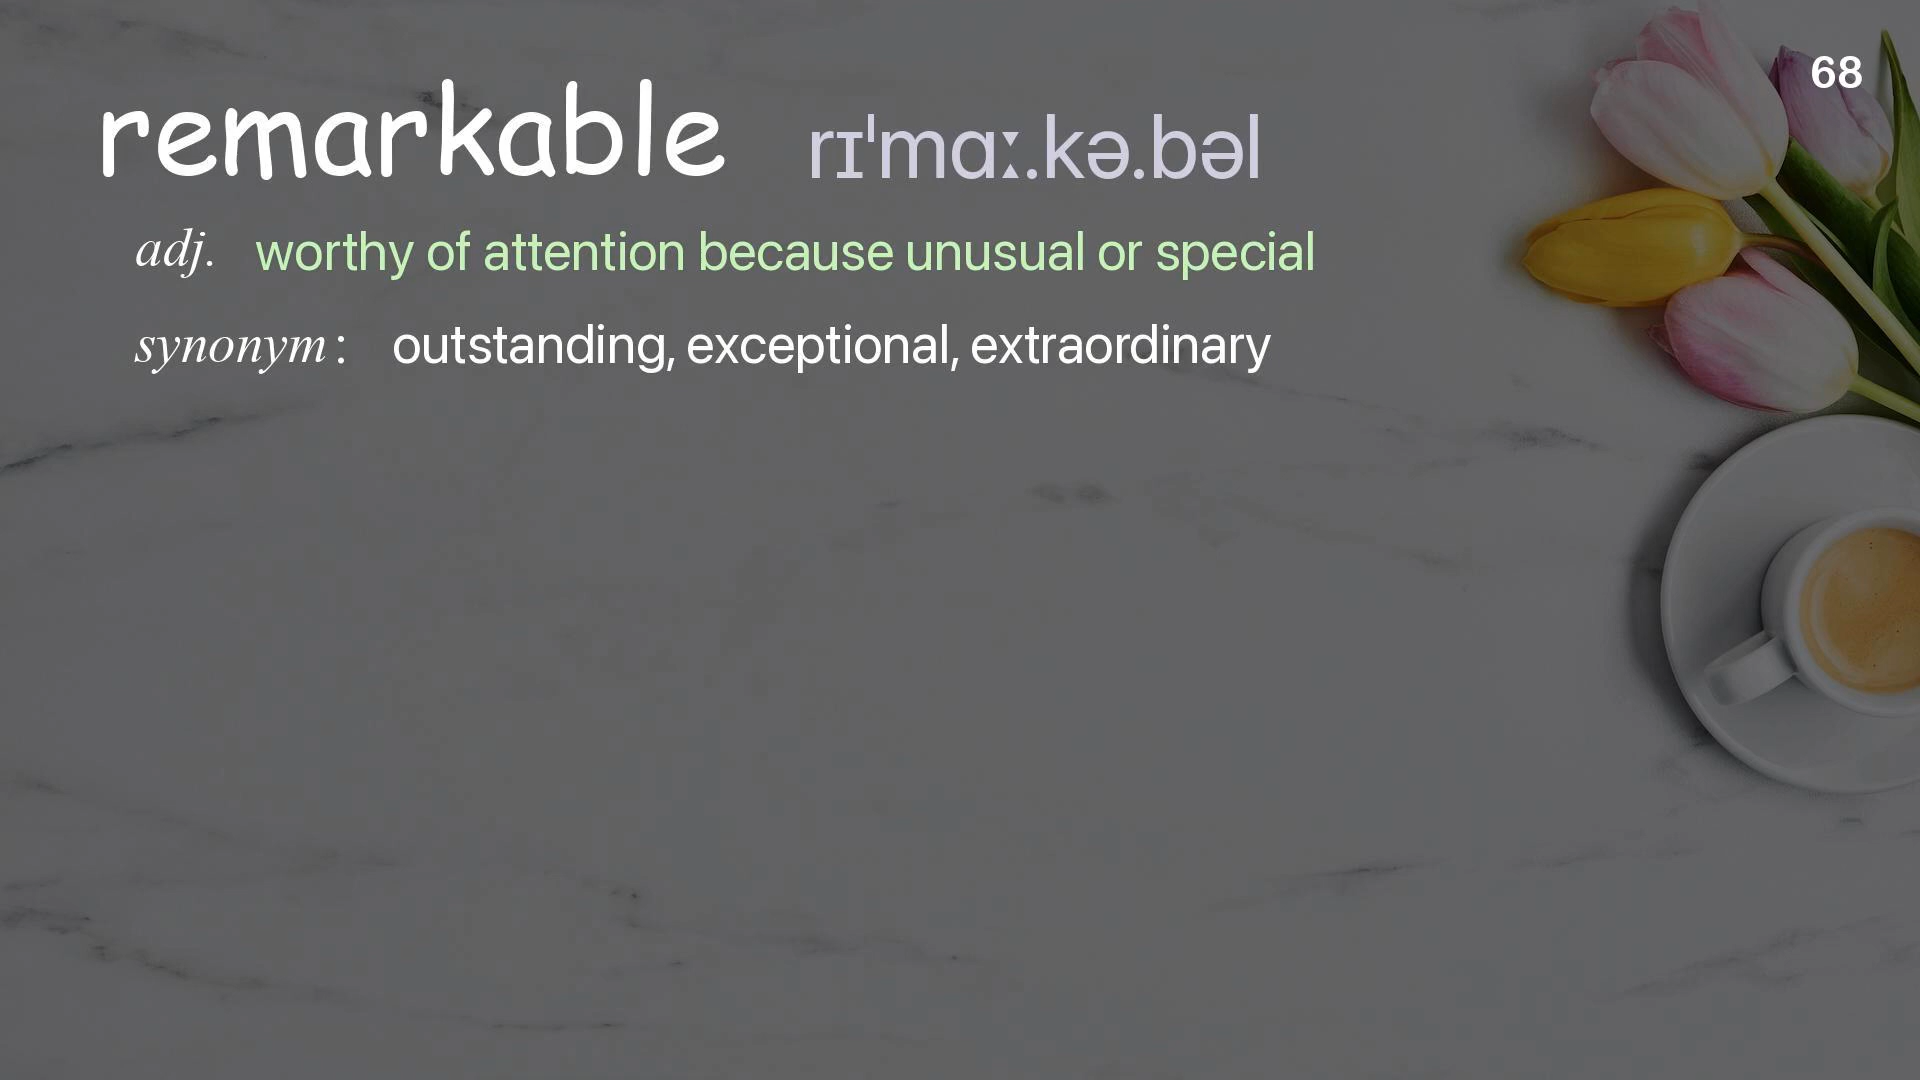 68
remarkable rɪˈmɑː.kə.bəl
adj. worthy of attention because unusual or special
synonym : outstanding, exceptional, extraordinary